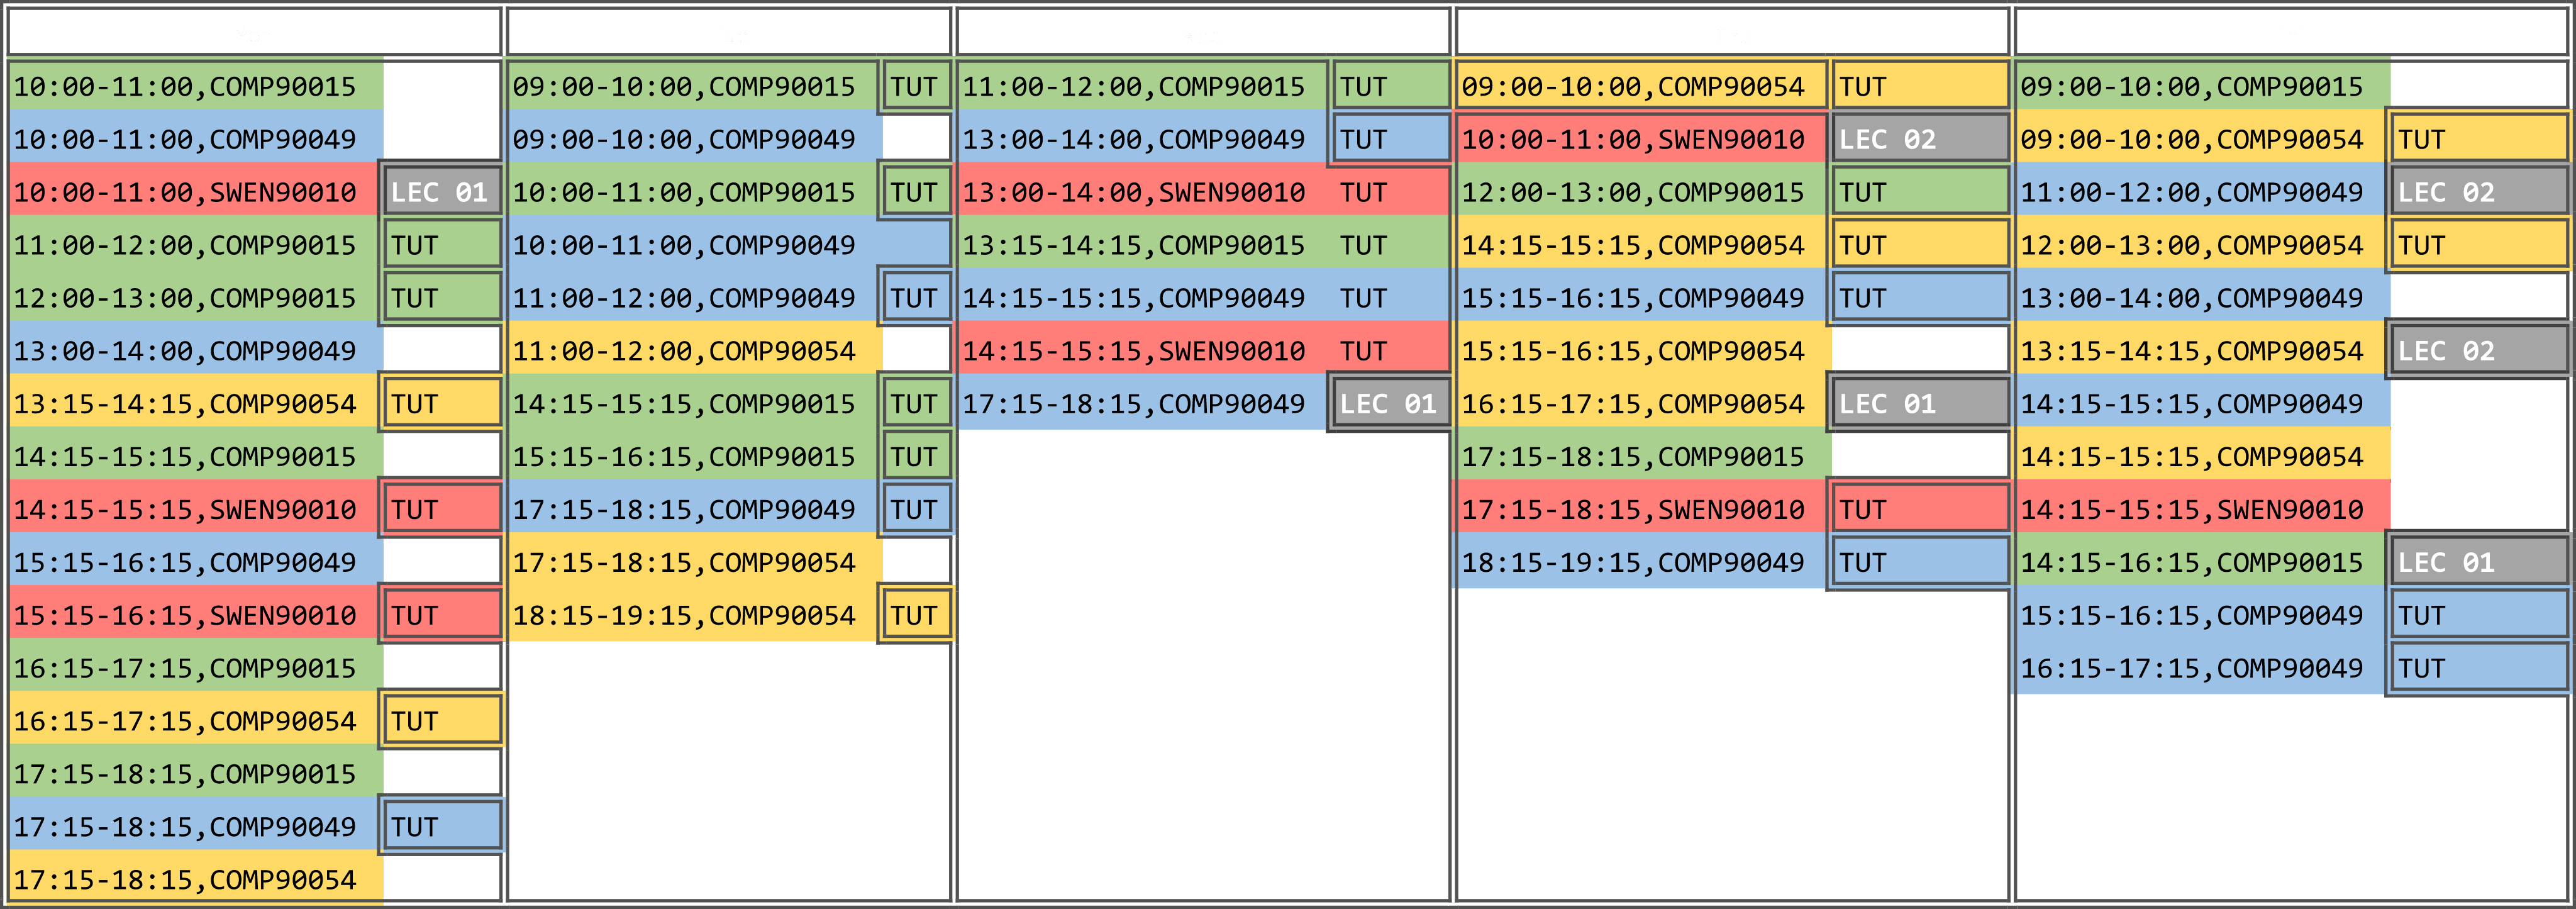 10:00-11:00,COMP90015
10:00-11:00,COMP90049
10:00-11:00,SWEN90010 LEC 01
11:00-12:00,COMP90015 TUT
12:00-13:00,COMP90015 TUT
13:00-14:00,COMP90049
13:15-14:15,COMP90054 TUT
14:15-15:15,COMP90015
14:15-15:15,SWEN90010 TUT
15:15-16:15,COMP90049
15:15-16:15,SWEN90010 TUT
16:15-17:15,COMP90015
16:15-17:15,COMP90054 TUT
17:15-18:15,COMP90015
17:15-18:15,COMP90049 TUT
17:15-18:15,COMP90054
09:00-10:00,COMP90015 TUT
09:00-10:00,COMP90049
10:00-11:00,COMP90015 TUT
10:00-11:00,COMP90049
11:00-12:00,COMP90049 TUT
11:00-12:00,COMP90054
14:15-15:15,COMP90015 TUT
15:15-16:15,COMP90015 TUT
17:15-18:15,COMP90049 TUT
17:15-18:15,COMP90054
18:15-19:15,COMP90054 TUT
11:00-12:00,COMP90015 TUT
13:00-14:00,COMP90049 TUT
13:00-14:00,SWEN90010 TUT
13:15-14:15,COMP90015 TUT
14:15-15:15,COMP90049 TUT
14:15-15:15,SWEN90010 TUT
17:15-18:15,COMP90049 LEC 01
09:00-10:00,COMP90054 TUT
10:00-11:00,SWEN90010 LEC 02
12:00-13:00,COMP90015 TUT
14:15-15:15,COMP90054 TUT
15:15-16:15,COMP90049 TUT
15:15-16:15,COMP90054
16:15-17:15,COMP90054 LEC 01
17:15-18:15,COMP90015
17:15-18:15,SWEN90010 TUT
18:15-19:15,COMP90049 TUT
09:00-10:00,COMP90015
09:00-10:00,COMP90054 TUT
11:00-12:00,COMP90049 LEC 02
12:00-13:00,COMP90054 TUT
13:00-14:00,COMP90049
13:15-14:15,COMP90054 LEC 02
14:15-15:15,COMP90049
14:15-15:15,COMP90054
14:15-15:15,SWEN90010
14:15-16:15,COMP90015 LEC 01
15:15-16:15,COMP90049 TUT
16:15-17:15,COMP90049 TUT